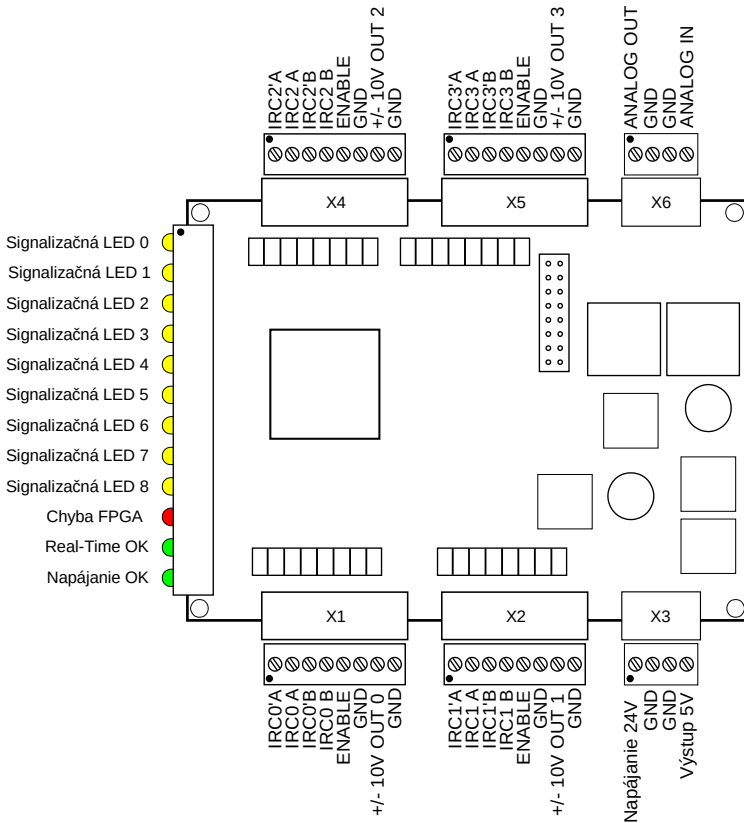 IRC2'A
IRC2 A
IRC2'B
IRC2 B
ENABLE
GND
+/- 10V OUT 2
GND
IRC3'A
IRC3 A
IRC3'B
IRC3 B
ENABLE
GND
+/- 10V OUT 3
GND
ANALOG OUT
GND
GND
ANALOG IN
X4
X5
X6
Signalizačná LED 0
Signalizačná LED 1
Signalizačná LED 2
Signalizačná LED 3
Signalizačná LED 4
Signalizačná LED 5
Signalizačná LED 6
Signalizačná LED 7
Signalizačná LED 8
Chyba FPGA
Real-Time OK
Napájanie OK
X1
X2
X3
IRC0'A
IRC0 A
IRC0'B
IRC0 B
ENABLE
GND
+/- 10V OUT 0
GND
IRC1'A
IRC1 A
IRC1'B
IRC1 B
ENABLE
GND
+/- 10V OUT 1
GND
Napájanie 24V
GND
GND
Výstup 5V